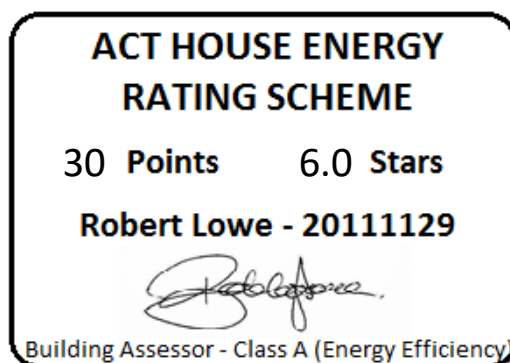 ACT HOUSE ENERGY
RATING SCHEME
30 Points 6.0 Stars
Robert Lowe - 20111129
Building Assessor - Class A (Energy Efficiency)